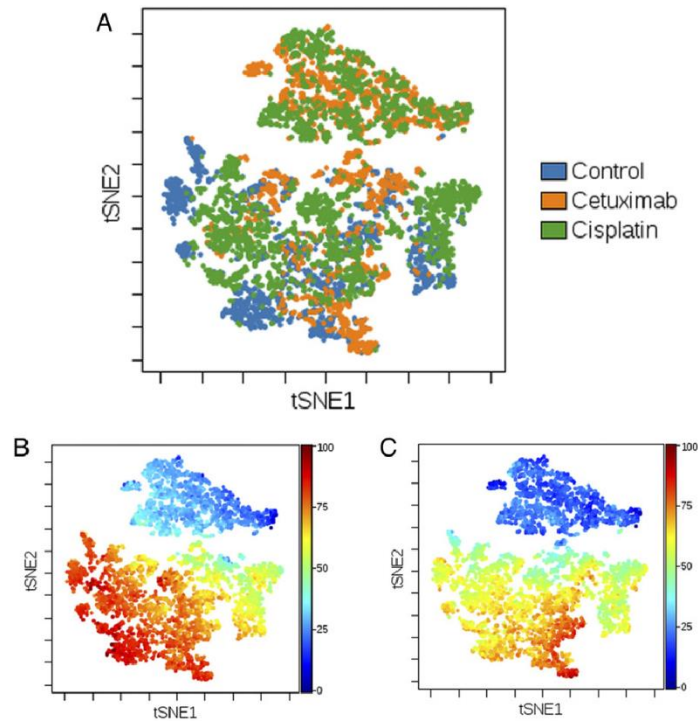 A
tSNE2
tSNE1
Control
Cetuximab
Cisplatin
B
tSNE2
tSNE1
100
75
50
25
0
C
tSNE2
tSNE1
100
75
50
25
0